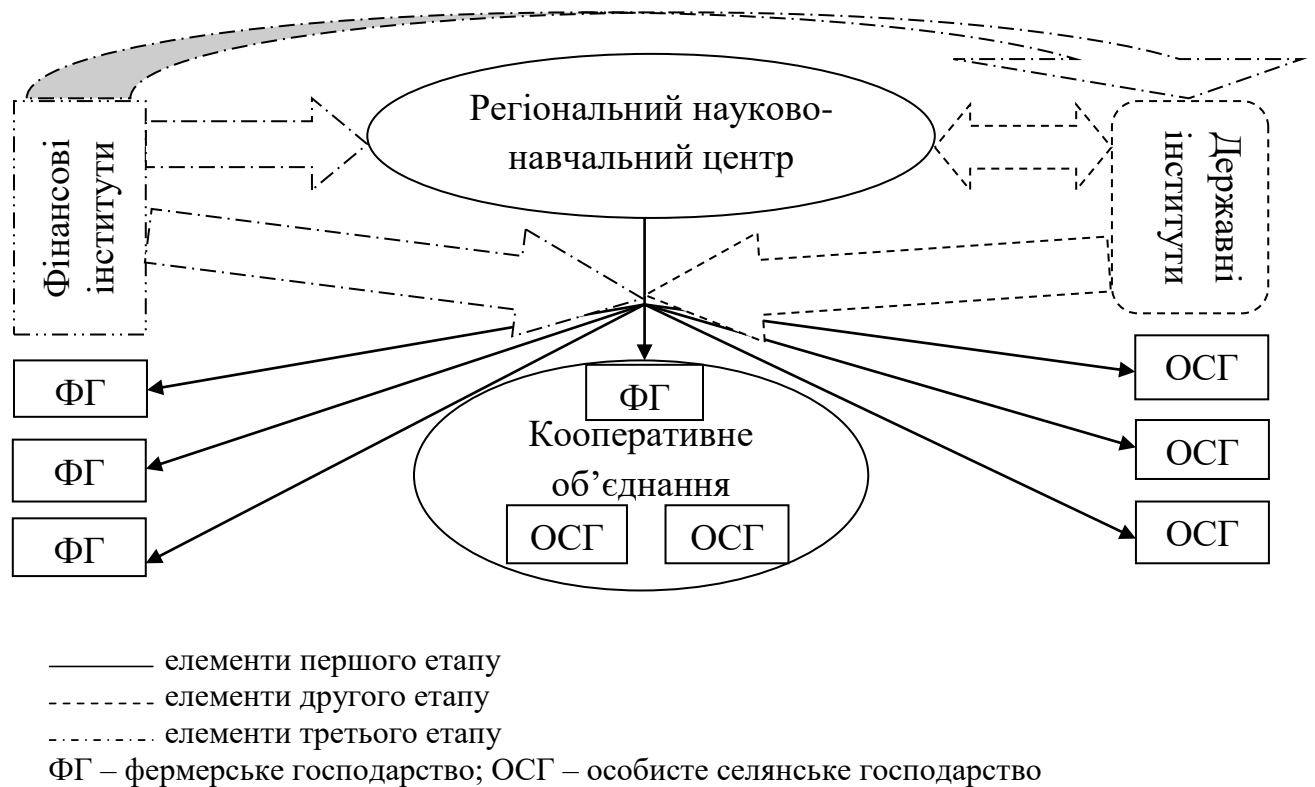 Регіональний науково-
навчальний центр
Фінансові
інститути
Державні
інститути
ФГ
ФГ
ФГ
ФГ
Кооперативне
об’єднання
ОСГ
ОСГ
ОСГ
ОСГ
ОСГ
елементи першого етапу
елементи другого етапу
елементи третього етапу
ФГ – фермерське господарство; ОСГ – особисте селянське господарство